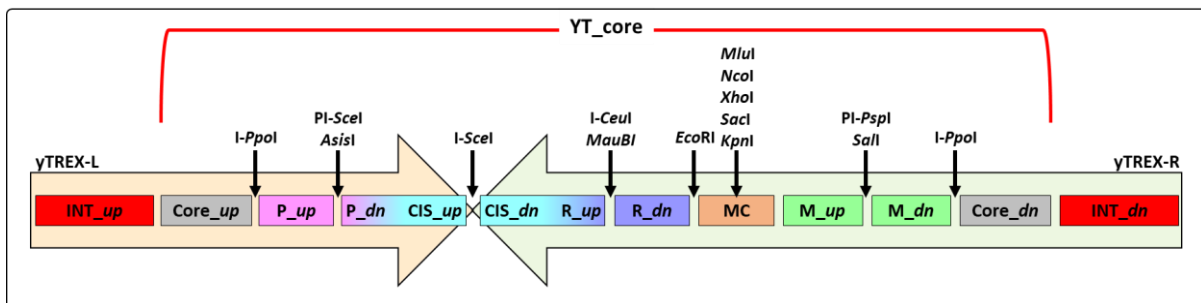 YT_core
MluI
NcoI
XhoI
PI-SceI I-CeuI SacI PI-PspI
I-PpoI AsisI I-SceI MauBI EcoRI KpnI SalI I-PpoI
yTREX-L yTREX-R
INT_up Core_up P_up P_dn CIS_up CIS_dn R_up R_dn MC M_up M_dn Core_dn INT_dn